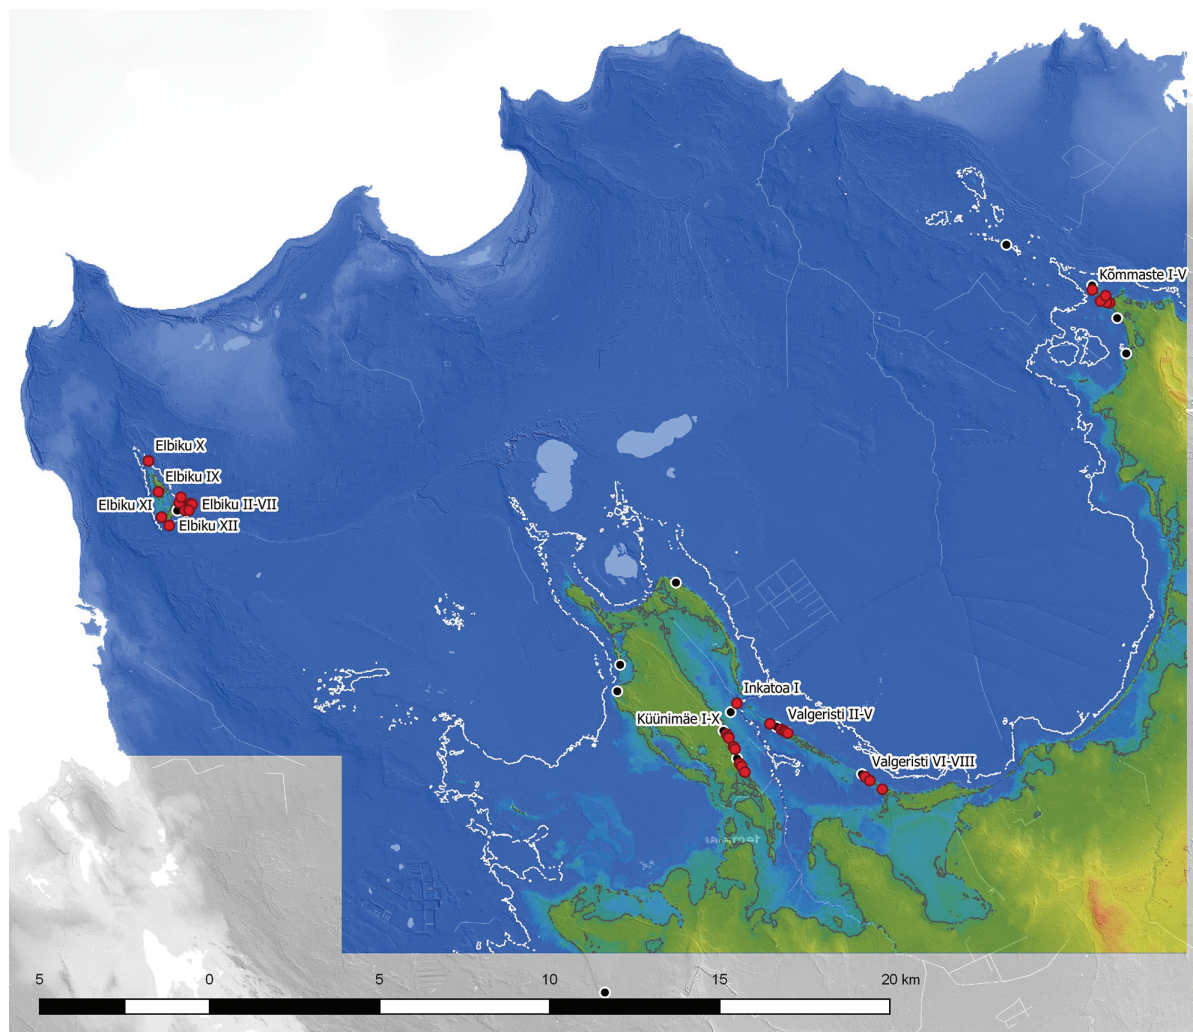 Kõmmaste I-V
Elbiku X
Elbiku IX
Elbiku XI
Elbiku II-VII
Elbiku XII
Inkatoa I
Küünimäe I-X
Valgeristi II-V
Valgeristi VI-VIII
5 0 5 10 15 20 km